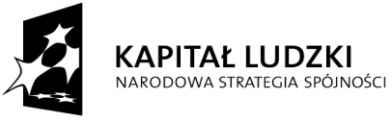 KAPITAŁ LUDZKI
NARODOWA STRATEGIA SPÓJNOŚCI